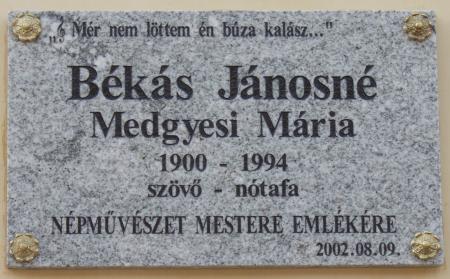 „Mér nem löttem én búza kalász..."
Békás Jánosné
Medgyesi Mária
1900 - 1994
szövő - nótafa
NÉPMŰVÉSZET MESTERE EMLÉKÉRE
2002.08.09.